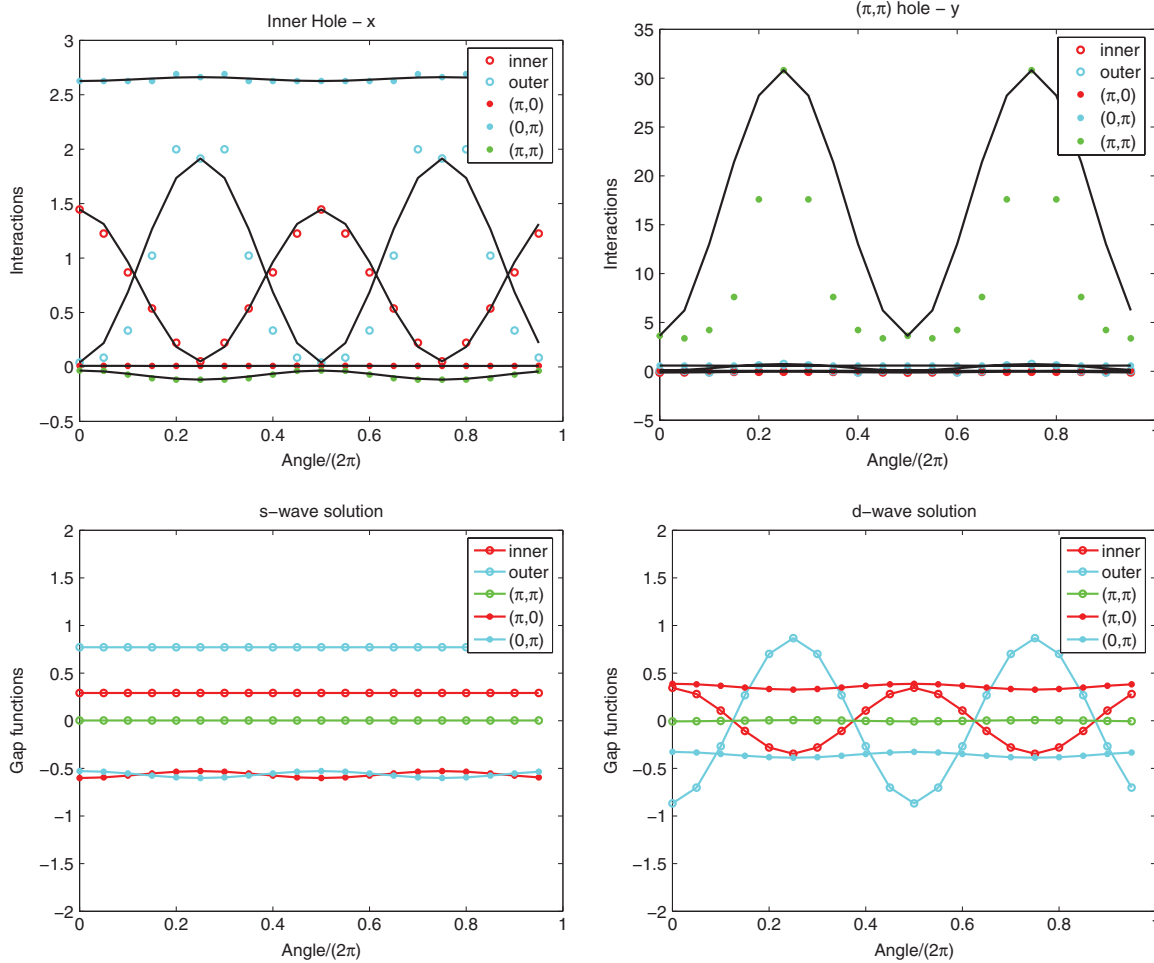 Inner Hole – x
3
2.5
2
1.5
1
0.5
0
−0.5
Interactions
inner
outer
(π,0)
(0,π)
(π,π)
0
0.2
0.4
0.6
0.8
1
Angle/(2π)
(π,π) hole – y
35
30
25
20
15
10
5
0
−5
Interactions
inner
outer
(π,0)
(0,π)
(π,π)
0
0.2
0.4
0.6
0.8
1
Angle/(2π)
s−wave solution
2
1.5
1
0.5
0
−0.5
−1
−1.5
−2
Gap functions
inner
outer
(π,π)
(π,0)
(0,π)
0
0.2
0.4
0.6
0.8
1
Angle/(2π)
d−wave solution
2
1.5
1
0.5
0
−0.5
−1
−1.5
−2
Gap functions
inner
outer
(π,π)
(π,0)
(0,π)
0
0.2
0.4
0.6
0.8
1
Angle/(2π)